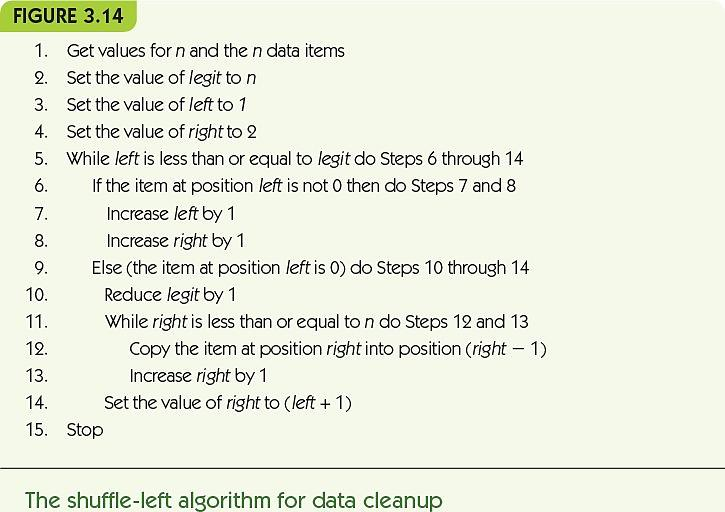 FIGURE 3.14
1. Get values for n and the n data items
2. Set the value of legit to n
3. Set the value of left to 1
4. Set the value of right to 2
5. While left is less than or equal to legit do Steps 6 through 14
6. If the item at position left is not 0 then do Steps 7 and 8
7. Increase left by 1
8. Increase right by 1
9. Else (the item at position left is 0) do Steps 10 through 14
10. Reduce legit by 1
11. While right is less than or equal to n do Steps 12 and 13
12. Copy the item at position right into position (right − 1)
13. Increase right by 1
14. Set the value of right to (left + 1)
15. Stop
The shuffle-left algorithm for data cleanup